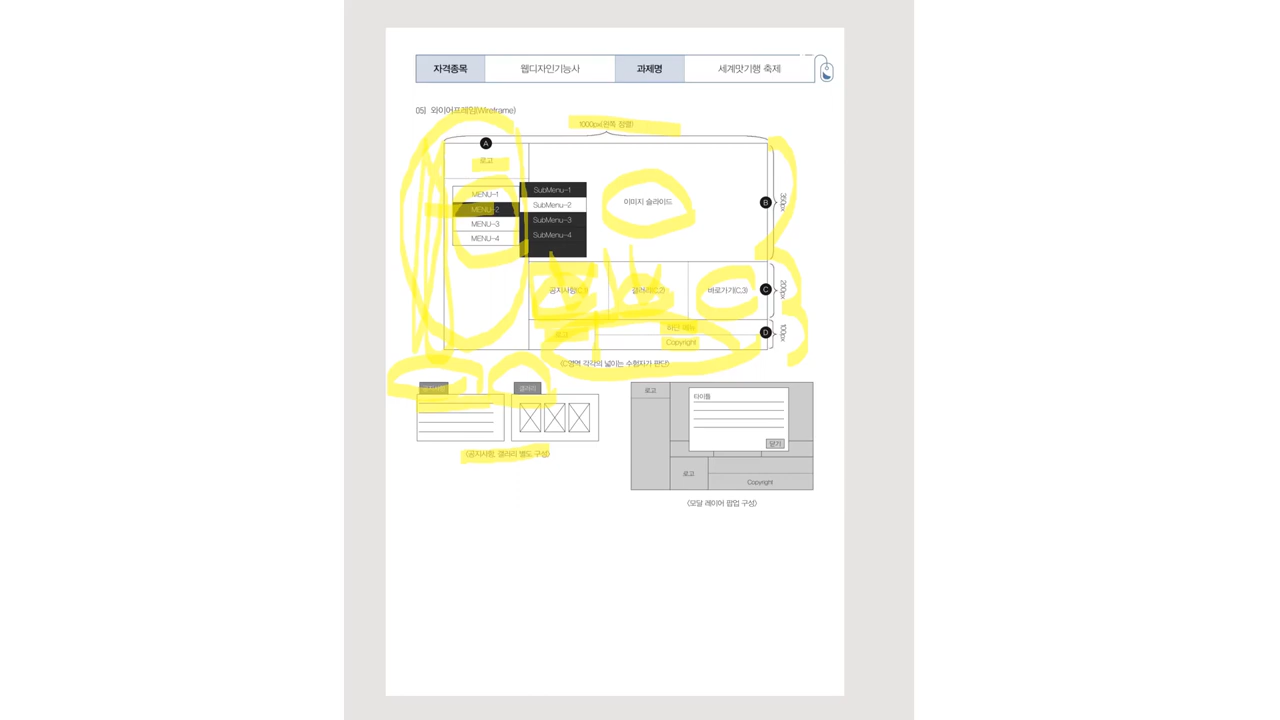 자격종목 웹디자인기능사 과제명 세계맛기행 축제
05] 와이어프레임(Wireframe)
1000px(왼쪽 정렬)
A
로고
MENU-1
MENU-2
MENU-3
MENU-4
SubMenu-1
SubMenu-2
SubMenu-3
SubMenu-4
이미지 슬라이드
B
350px
공지사항(C,1)
갤러리(C,2)
바로가기(C,3)
C
200px
로고
하단 메뉴
Copyright
D
100px
(C영역 각각의 넓이는 수험자가 판단)
공지사항
갤러리
(공지사항, 갤러리 별도 구성)
로고
타이틀
닫기
로고
Copyright
(모달 레이어 팝업 구성)